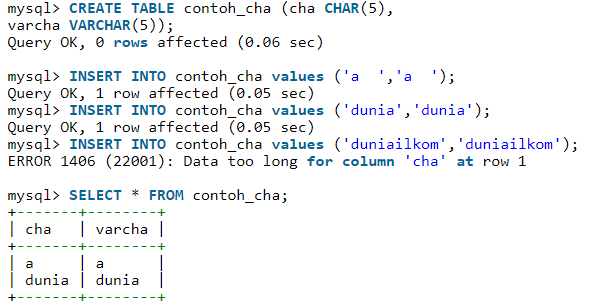 mysql> CREATE TABLE contoh_cha (cha CHAR(5),
varcha VARCHAR(5));
Query OK, 0 rows affected (0.06 sec)
mysql> INSERT INTO contoh_cha values ('a  ','a  ');
Query OK, 1 row affected (0.05 sec)
mysql> INSERT INTO contoh_cha values ('dunia','dunia');
Query OK, 1 row affected (0.05 sec)
mysql> INSERT INTO contoh_cha values ('duniailkom','duniailkom');
ERROR 1406 (22001): Data too long for column 'cha' at row 1
mysql> SELECT * FROM contoh_cha;
+-------+--------+
| cha   | varcha |
+-------+--------+
| a     | a      |
| dunia | dunia  |
+-------+--------+